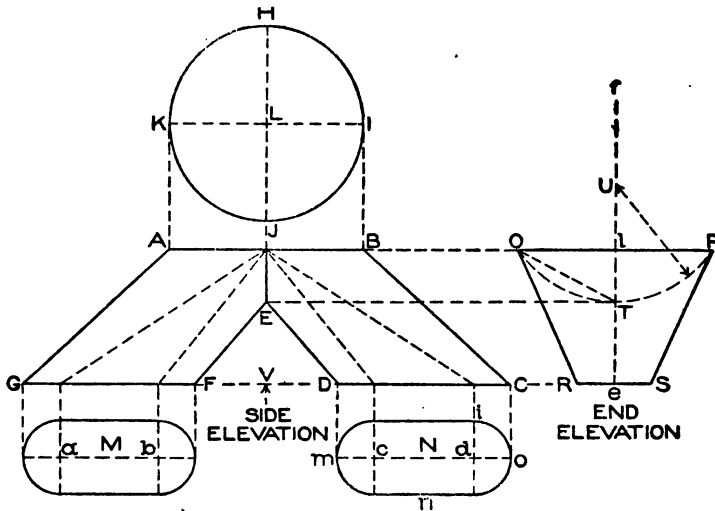 H
K L I
A J B O l P
U
E T
G F V D C R e S
SIDE
ELEVATION
END
ELEVATION
a M b
m c N d o
i
n